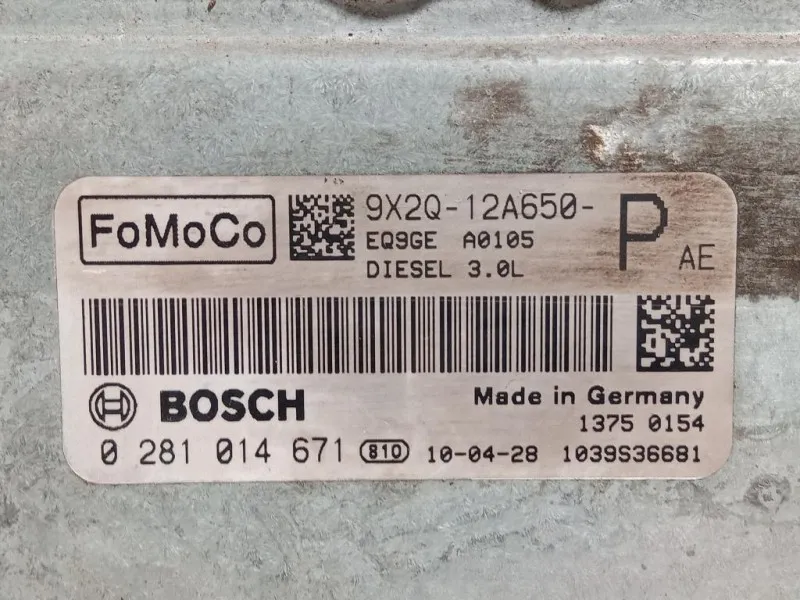 FoMoCo
9X2Q-12A650- P AE
EQ9GE A0105
DIESEL 3.0L
BOSCH
Made in Germany
1375 0154
0 281 014 671 810 10-04-28 1039S36681